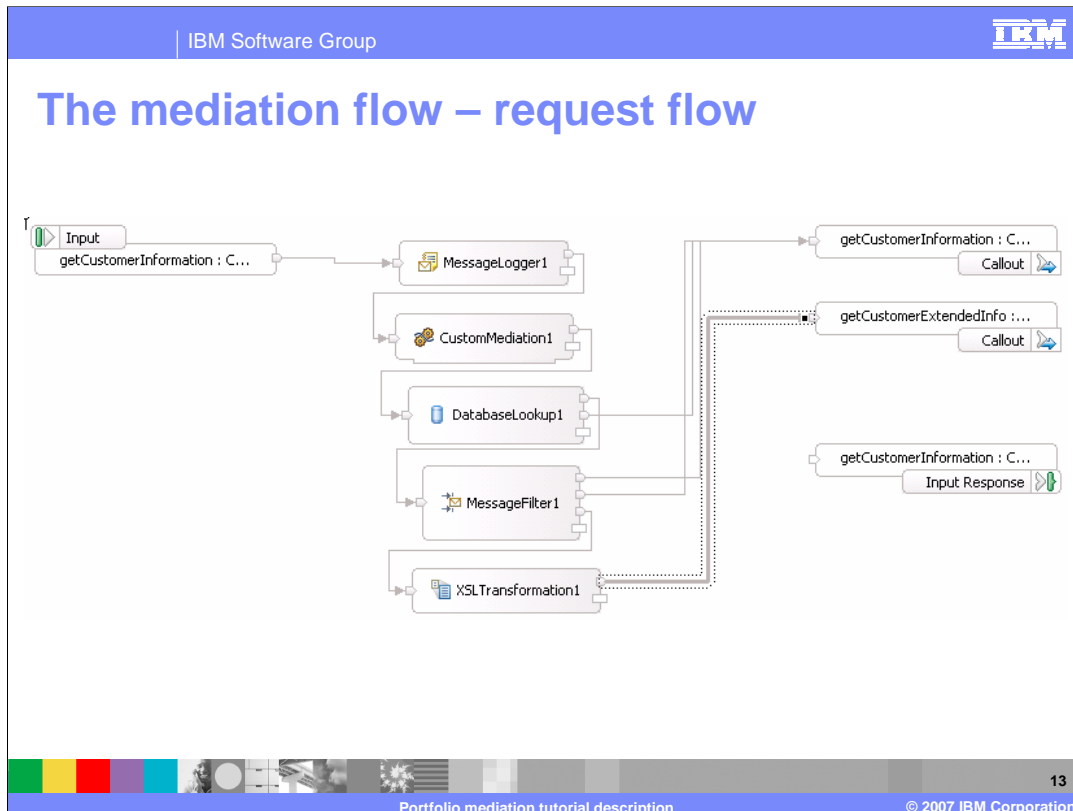 IBM Software Group
IBM
The mediation flow – request flow
Input
getCustomerInformation : C...
MessageLogger1
CustomMediation1
DatabaseLookup1
MessageFilter1
XSLTransformation1
getCustomerInformation : C...
Callout
getCustomerExtendedInfo :...
Callout
getCustomerInformation : C...
Input Response
13
Portfolio mediation tutorial description
© 2007 IBM Corporation